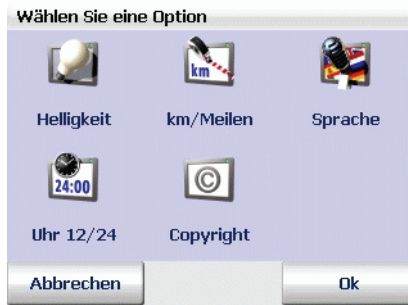 Wählen Sie eine Option
km
Helligkeit km/Meilen Sprache
24:00 ©
Uhr 12/24 Copyright
Abbrechen Ok